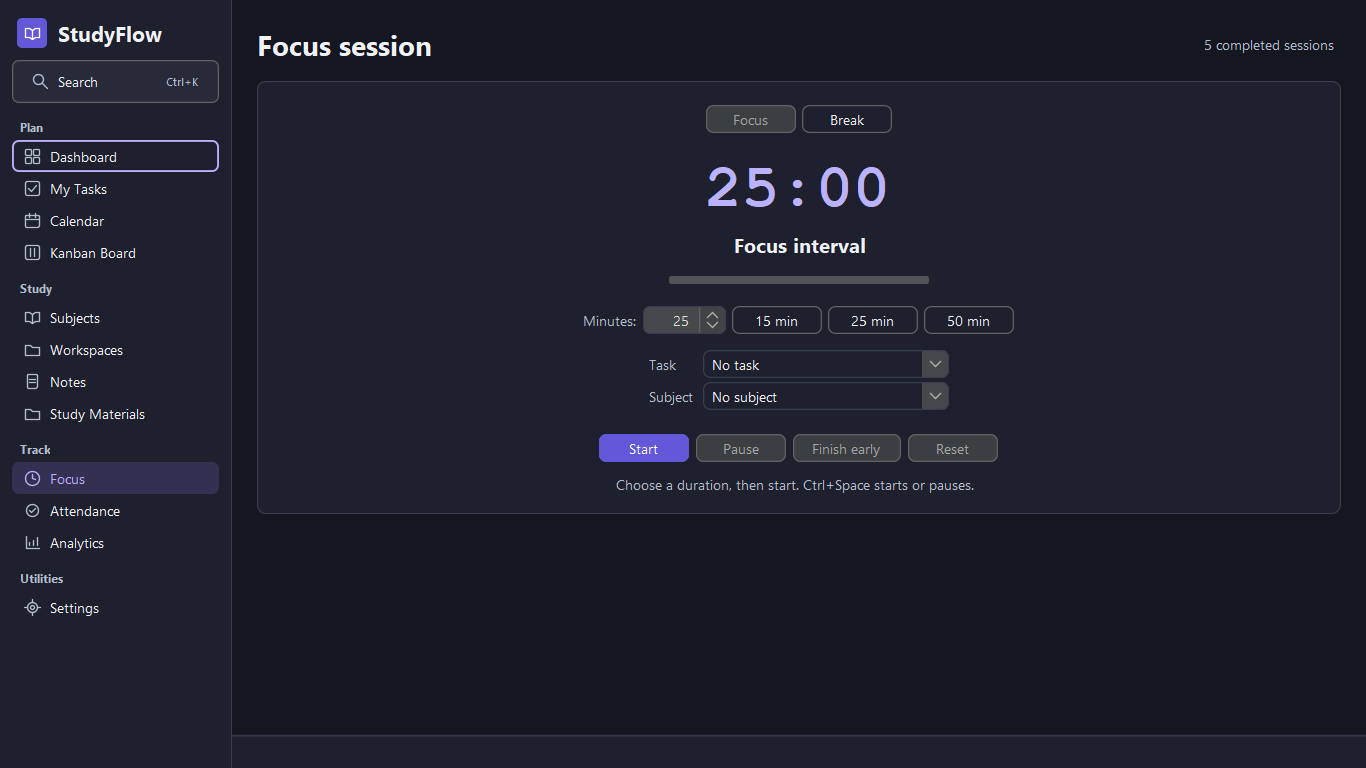 StudyFlow
Search Ctrl+K
Plan
Dashboard
My Tasks
Calendar
Kanban Board
Study
Subjects
Workspaces
Notes
Study Materials
Track
Focus
Attendance
Analytics
Utilities
Settings
Focus session
5 completed sessions
Focus Break
25:00
Focus interval
Minutes: 25 15 min 25 min 50 min
Task No task
Subject No subject
Start Pause Finish early Reset
Choose a duration, then start. Ctrl+Space starts or pauses.